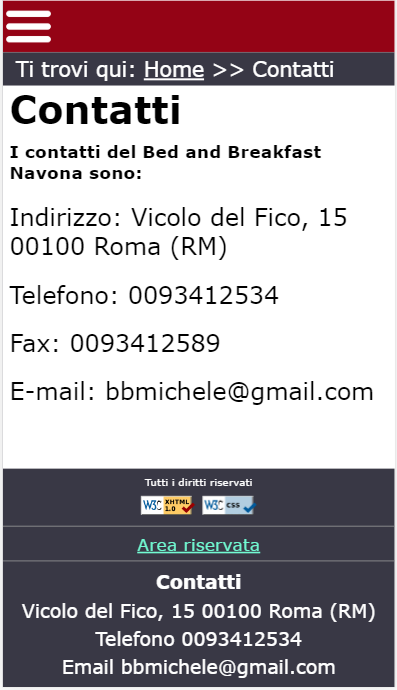 Ti trovi qui: Home >> Contatti
Contatti
I contatti del Bed and Breakfast
Navona sono:
Indirizzo: Vicolo del Fico, 15
00100 Roma (RM)
Telefono: 0093412534
Fax: 0093412589
E-mail: bbmichele@gmail.com
Tutti i diritti riservati
W3C XHTML 1.0 W3C css
Area riservata
Contatti
Vicolo del Fico, 15 00100 Roma (RM)
Telefono 0093412534
Email bbmichele@gmail.com